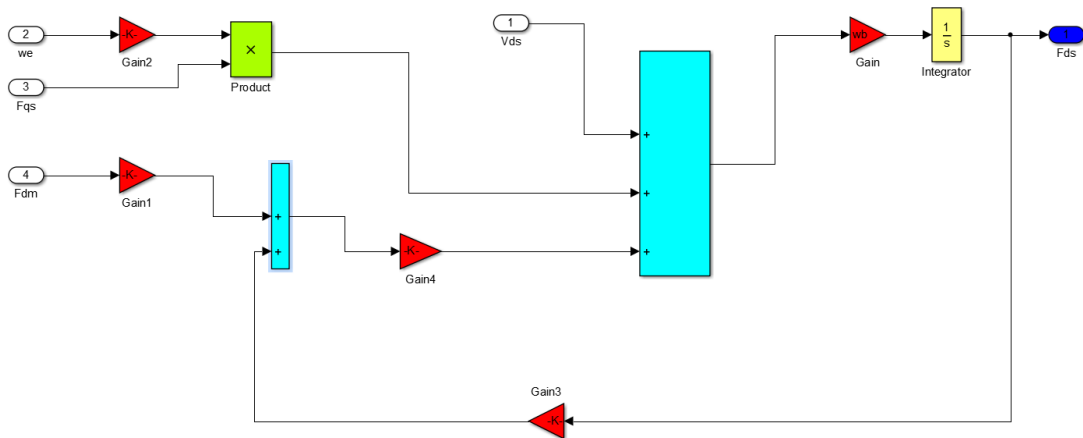 2
we
-K-
Gain2
×
Product
3
Fqs
1
Vds
+
+
+
wb
Gain
1
s
Integrator
1
Fds
4
Fdm
-K-
Gain1
+
+
-K-
Gain4
Gain3
-K